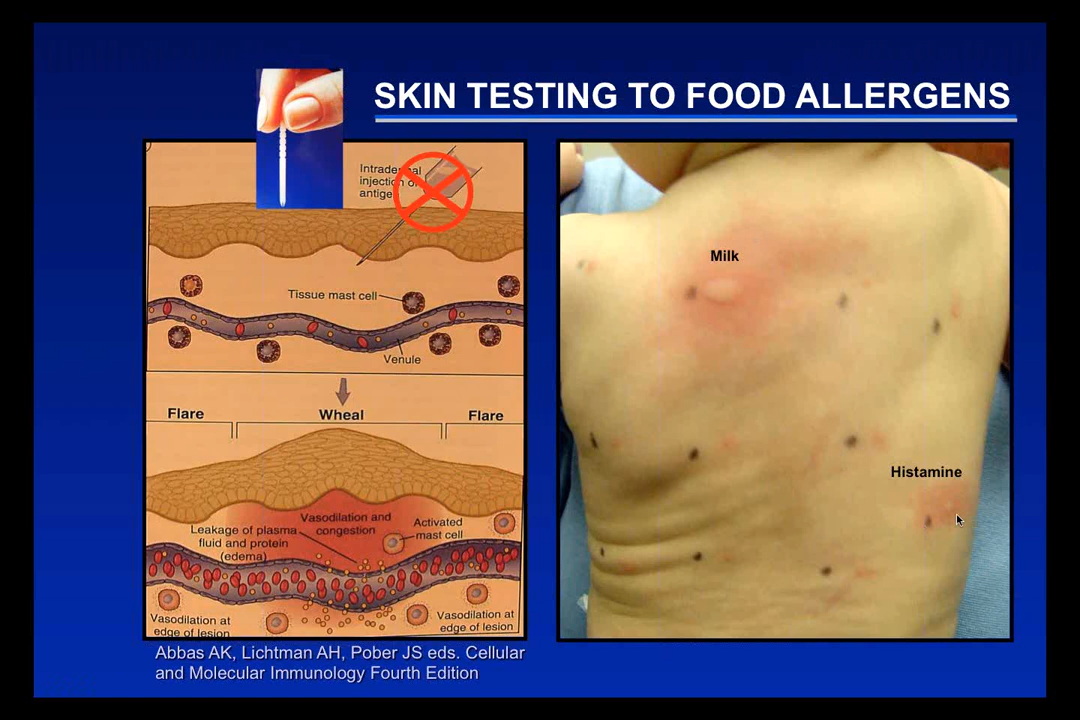 SKIN TESTING TO FOOD ALLERGENS
Intradermal
injection of
antige
Tissue mast cell
Venule
Flare
Wheal
Flare
Vasodilation and
congestion
Activated
mast cell
Leakage of plasma
fluid and protein
(edema)
Vasodilation at
edge of lesion
Vasodilation at
edge of lesion
Milk
Histamine
Abbas AK, Lichtman AH, Pober JS eds. Cellular
and Molecular Immunology Fourth Edition